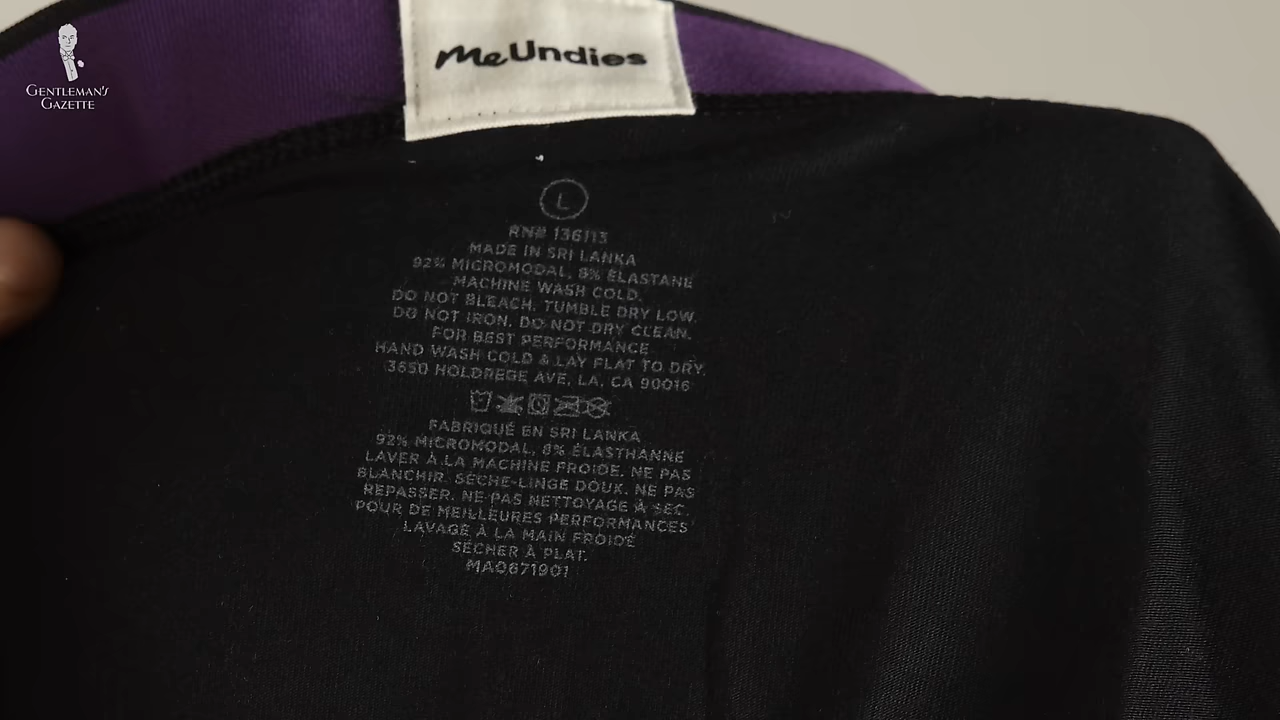 GENTLEMAN'S
GAZETTE
MeUndies
L
RN# 136113
MADE IN SRI LANKA
92% MICROMODAL, 8% ELASTANE
MACHINE WASH COLD.
DO NOT BLEACH. TUMBLE DRY LOW.
DO NOT IRON. DO NOT DRY CLEAN.
FOR BEST PERFORMANCE
HAND WASH COLD & LAY FLAT TO DRY.
3650 HOLDREGE AVE, LA, CA 90016
FABRIQUÉ EN SRI LANKA
92% MICROMODAL, 8% ÉLASTHANNE
LAVER À LA MACHINE FROIDE. NE PAS
BLANCHIR. SÈCHE-LINGE DOUX. NE PAS
REPASSER. NE PAS NETTOYAGE À SEC.
POUR DE MEILLEURES PERFORMANCES
LAVAGE À LA MAIN FROIDE
SÉCHER À PLAT.